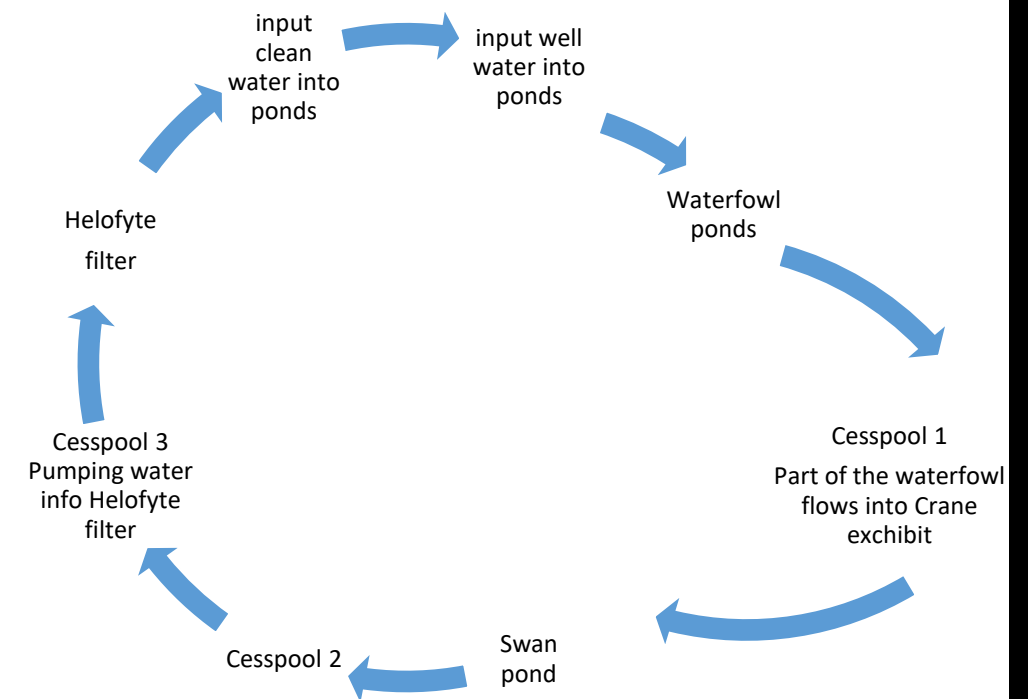 input
clean
water into
ponds
input well
water into
ponds
Waterfowl
ponds
Cesspool 1
Part of the waterfowl
flows into Crane
exchibit
Swan
pond
Cesspool 2
Cesspool 3
Pumping water
info Helofyte
filter
Helofyte
filter